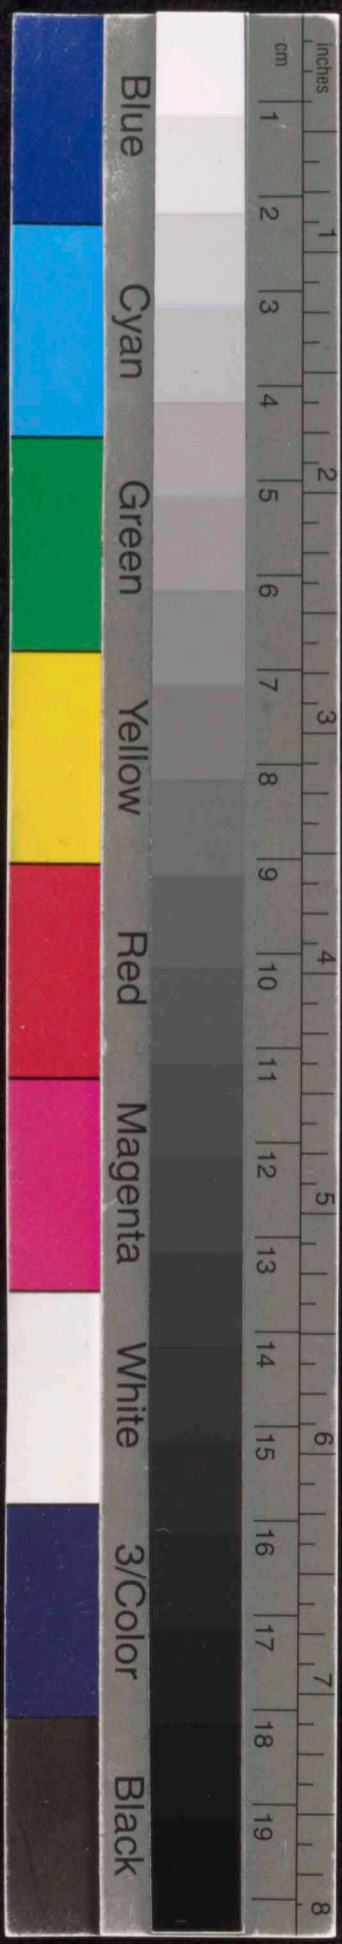 inches
1 2 3 4 5 6 7 8
cm
1 2 3 4 5 6 7 8 9 10 11 12 13 14 15 16 17 18 19
Blue Cyan Green Yellow Red Magenta White 3/Color Black